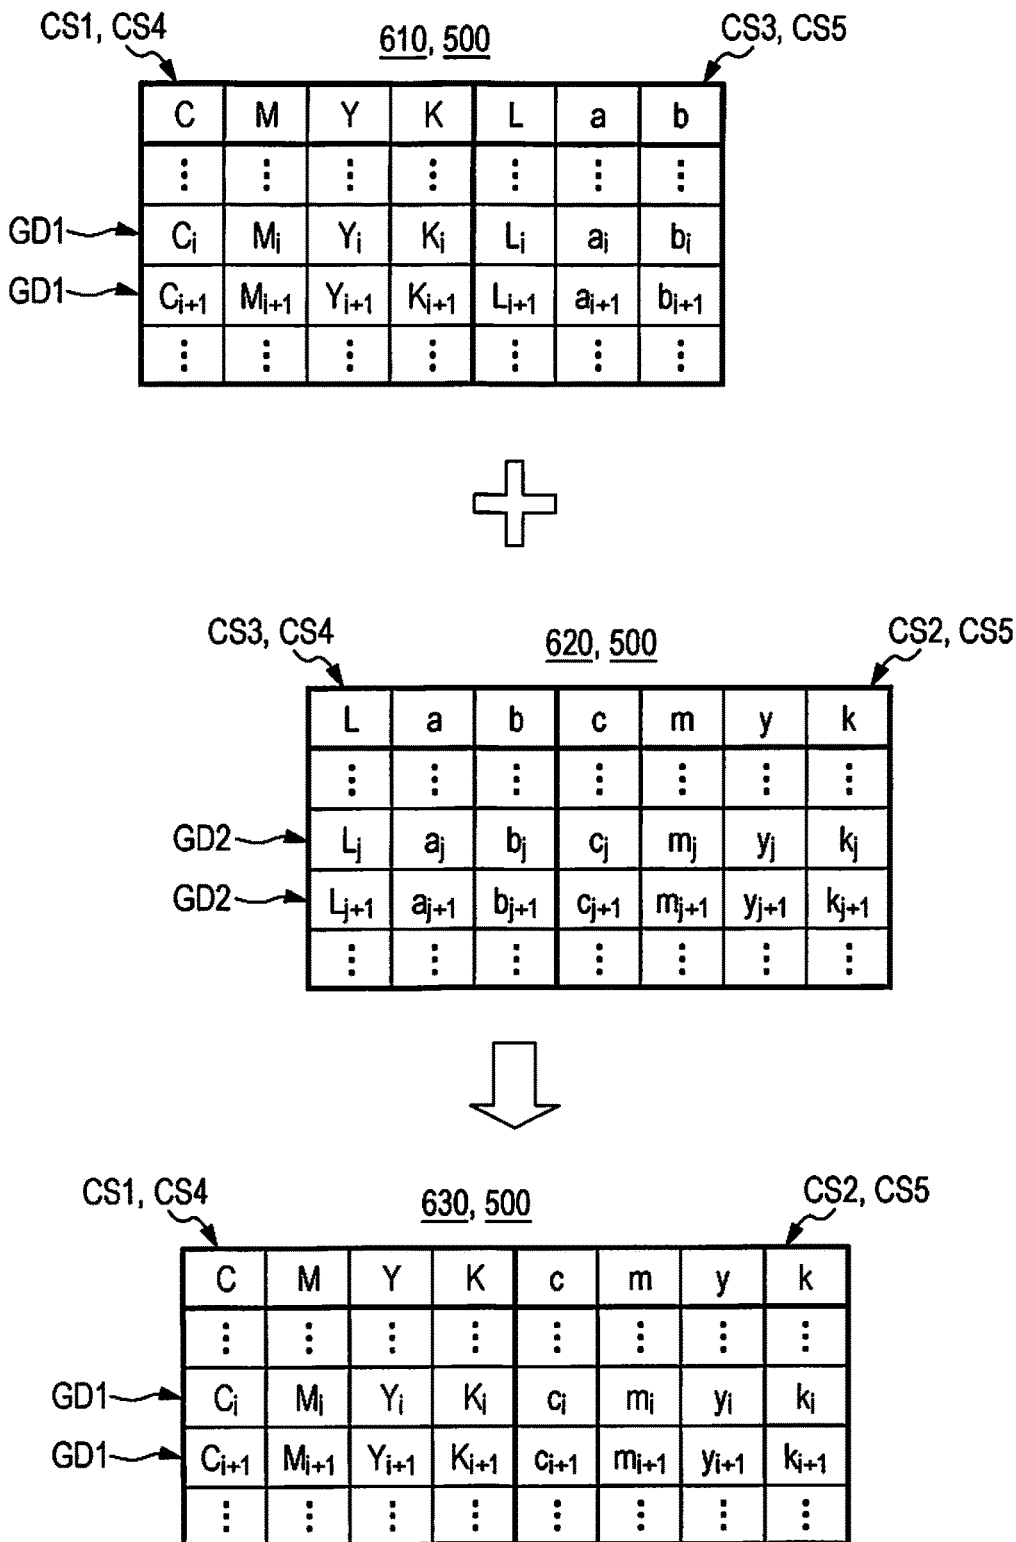 CS1, CS4 610, 500 CS3, CS5
C M Y K L a b
⋮ ⋮ ⋮ ⋮ ⋮ ⋮ ⋮
GD1 Cᵢ Mᵢ Yᵢ Kᵢ Lᵢ aᵢ bᵢ
GD1 Cᵢ₊₁ Mᵢ₊₁ Yᵢ₊₁ Kᵢ₊₁ Lᵢ₊₁ aᵢ₊₁ bᵢ₊₁
⋮ ⋮ ⋮ ⋮ ⋮ ⋮ ⋮
CS3, CS4 620, 500 CS2, CS5
L a b c m y k
⋮ ⋮ ⋮ ⋮ ⋮ ⋮ ⋮
GD2 Lⱼ aⱼ bⱼ cⱼ mⱼ yⱼ kⱼ
GD2 Lⱼ₊₁ aⱼ₊₁ bⱼ₊₁ cⱼ₊₁ mⱼ₊₁ yⱼ₊₁ kⱼ₊₁
⋮ ⋮ ⋮ ⋮ ⋮ ⋮ ⋮
CS1, CS4 630, 500 CS2, CS5
C M Y K c m y k
⋮ ⋮ ⋮ ⋮ ⋮ ⋮ ⋮ ⋮
GD1 Cᵢ Mᵢ Yᵢ Kᵢ cᵢ mᵢ yᵢ kᵢ
GD1 Cᵢ₊₁ Mᵢ₊₁ Yᵢ₊₁ Kᵢ₊₁ cᵢ₊₁ mᵢ₊₁ yᵢ₊₁ kᵢ₊₁
⋮ ⋮ ⋮ ⋮ ⋮ ⋮ ⋮ ⋮